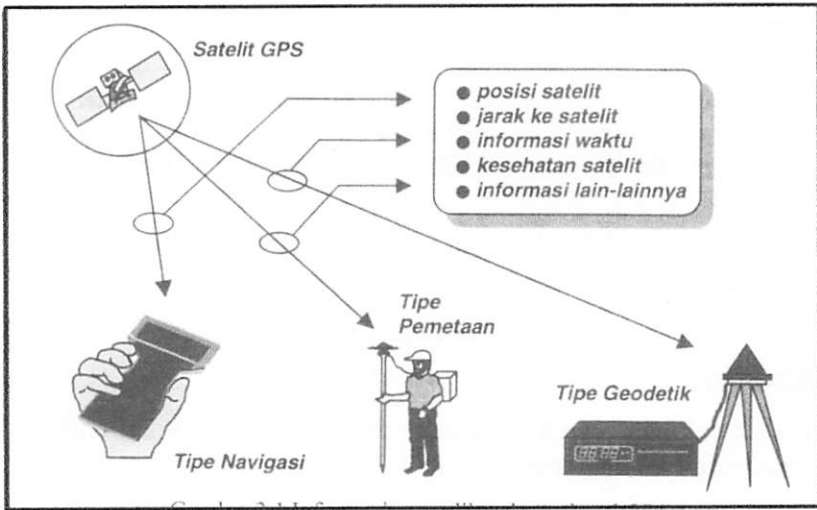 Satelit GPS
● posisi satelit
● jarak ke satelit
● informasi waktu
● kesehatan satelit
● informasi lain-lainnya
Tipe
Pemetaan
Tipe Geodetik
Tipe Navigasi